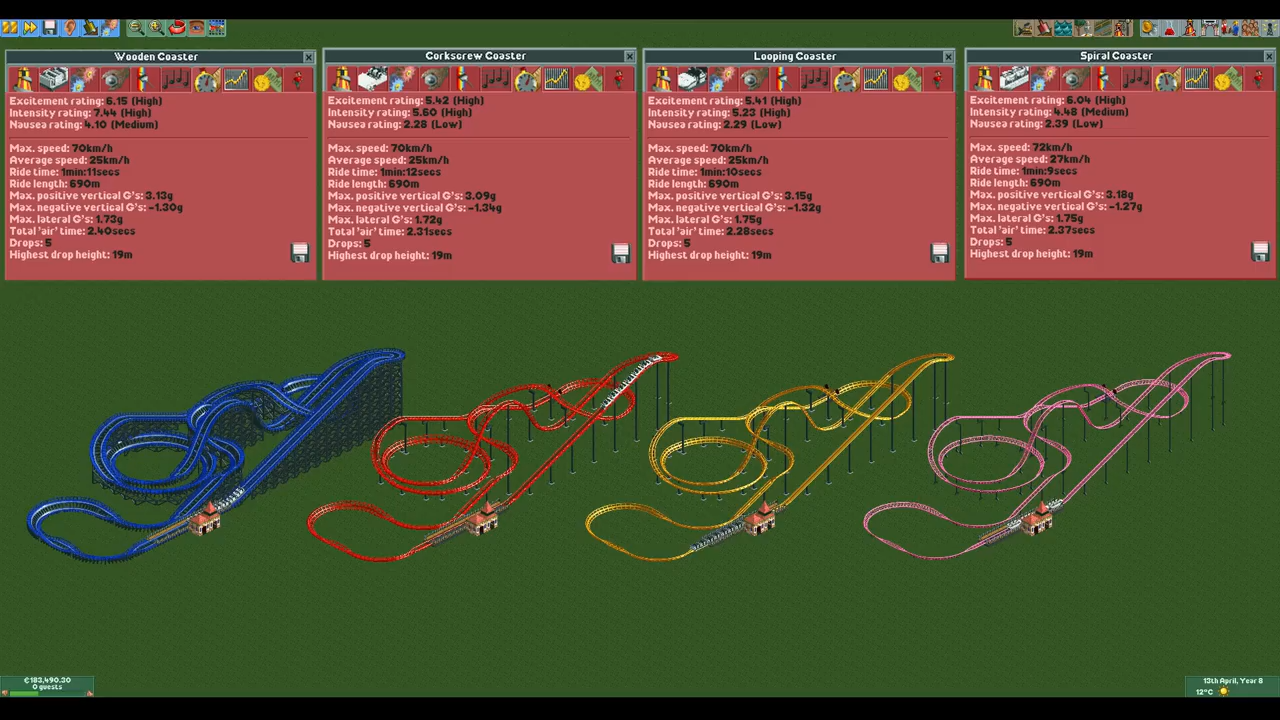 Wooden Coaster
Excitement rating: 6.15 (High)
Intensity rating: 7.44 (High)
Nausea rating: 4.10 (Medium)
Max. speed: 70km/h
Average speed: 25km/h
Ride time: 1min:11secs
Ride length: 690m
Max. positive vertical G's: 3.13g
Max. negative vertical G's: -1.30g
Max. lateral G's: 1.73g
Total 'air' time: 2.40secs
Drops: 5
Highest drop height: 19m
Corkscrew Coaster
Excitement rating: 5.42 (High)
Intensity rating: 5.60 (High)
Nausea rating: 2.28 (Low)
Max. speed: 70km/h
Average speed: 25km/h
Ride time: 1min:12secs
Ride length: 690m
Max. positive vertical G's: 3.09g
Max. negative vertical G's: -1.34g
Max. lateral G's: 1.72g
Total 'air' time: 2.31secs
Drops: 5
Highest drop height: 19m
Looping Coaster
Excitement rating: 5.41 (High)
Intensity rating: 5.23 (High)
Nausea rating: 2.29 (Low)
Max. speed: 70km/h
Average speed: 25km/h
Ride time: 1min:10secs
Ride length: 690m
Max. positive vertical G's: 3.15g
Max. negative vertical G's: -1.32g
Max. lateral G's: 1.75g
Total 'air' time: 2.28secs
Drops: 5
Highest drop height: 19m
Spiral Coaster
Excitement rating: 6.04 (High)
Intensity rating: 4.48 (Medium)
Nausea rating: 2.39 (Low)
Max. speed: 72km/h
Average speed: 27km/h
Ride time: 1min:9secs
Ride length: 690m
Max. positive vertical G's: 3.18g
Max. negative vertical G's: -1.27g
Max. lateral G's: 1.75g
Total 'air' time: 2.37secs
Drops: 5
Highest drop height: 19m
€183,490.30
0 guests
13th April, Year 8
12°C